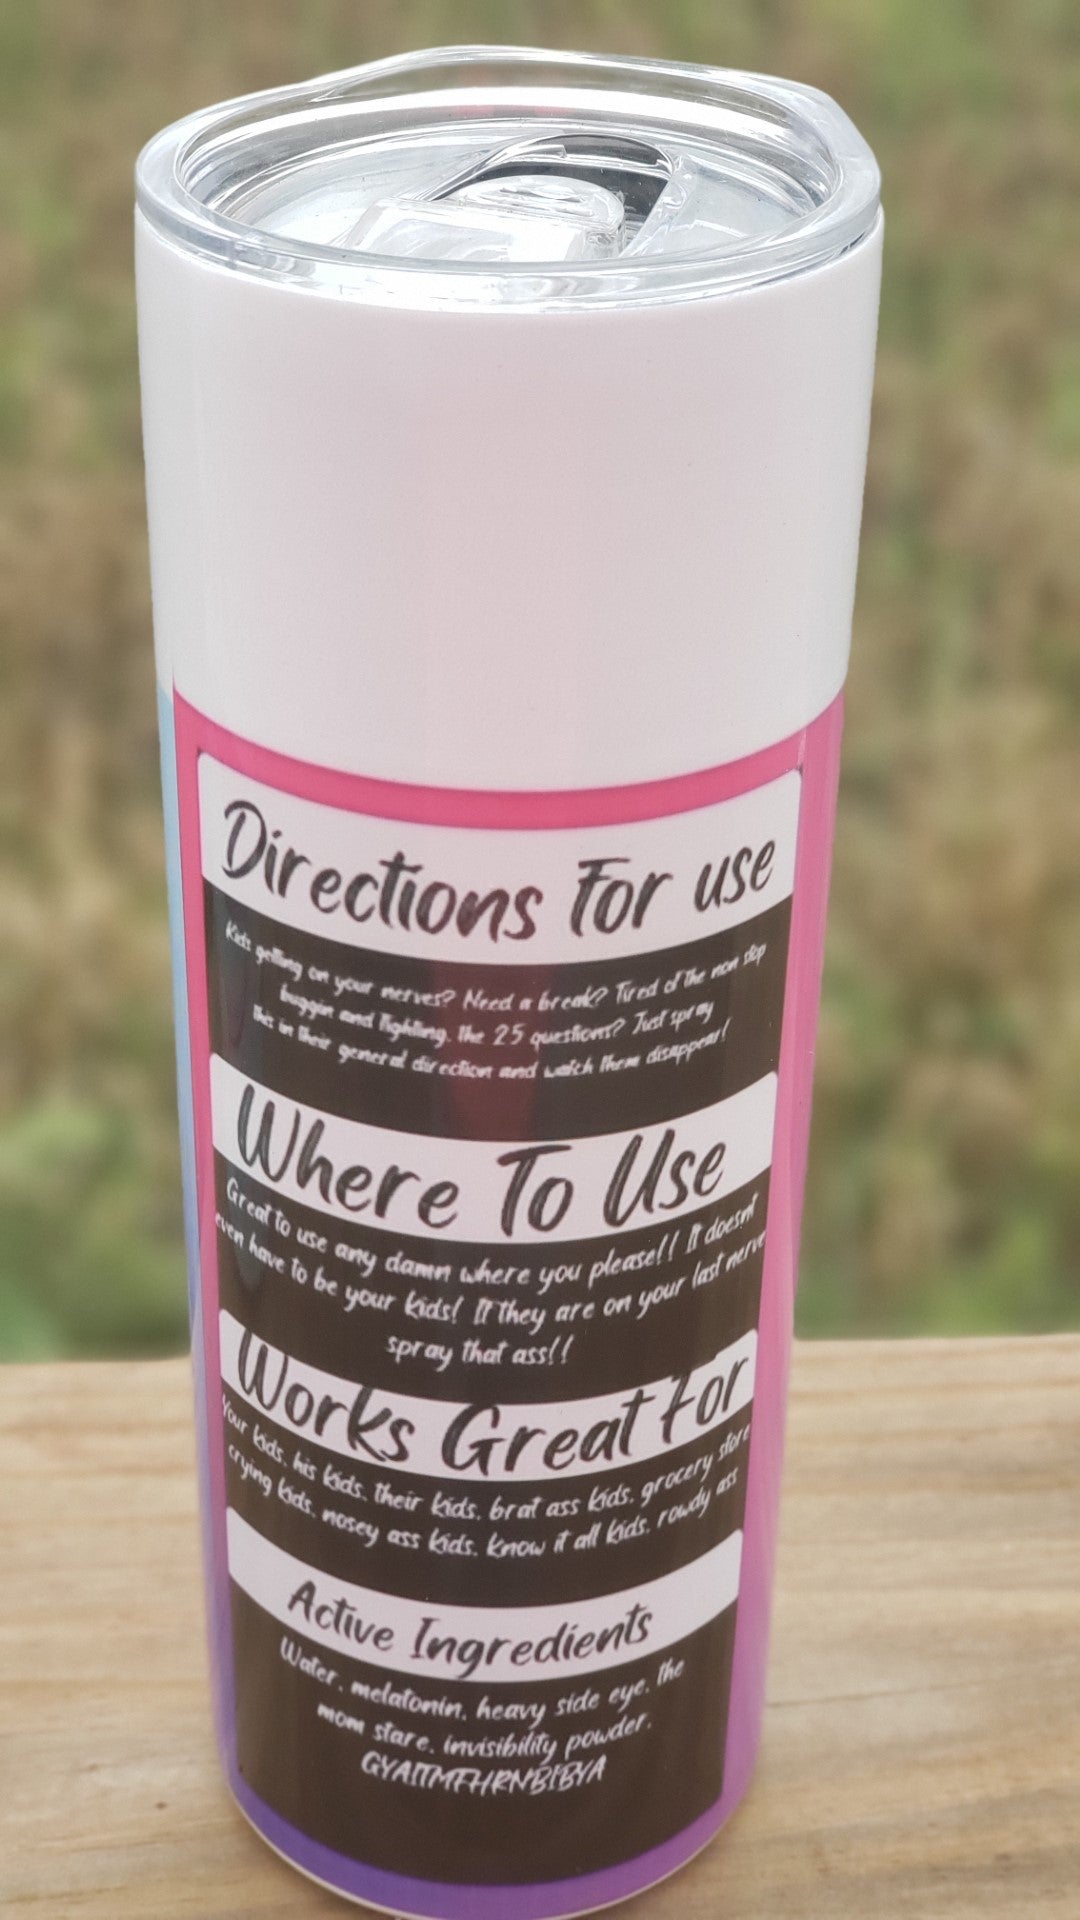 Directions For use
Kids getting on your nerves? Need a break? Tired of the non stop
buggin and fighting. the 25 questions? Just spray
this in their general direction and watch them disappear!
Where To Use
Great to use any damn where you please!! It doesnt
even have to be your kids! If they are on your last nerve
spray that ass!!
Works Great For
Your kids. his kids. their kids. brat ass kids. grocery store
crying kids. nosey ass kids. know it all kids. rowdy ass
Active Ingredients
Water. melatonin. heavy side eye. the
mom stare. invisibility powder.
GYAITMFHRNBIBYA